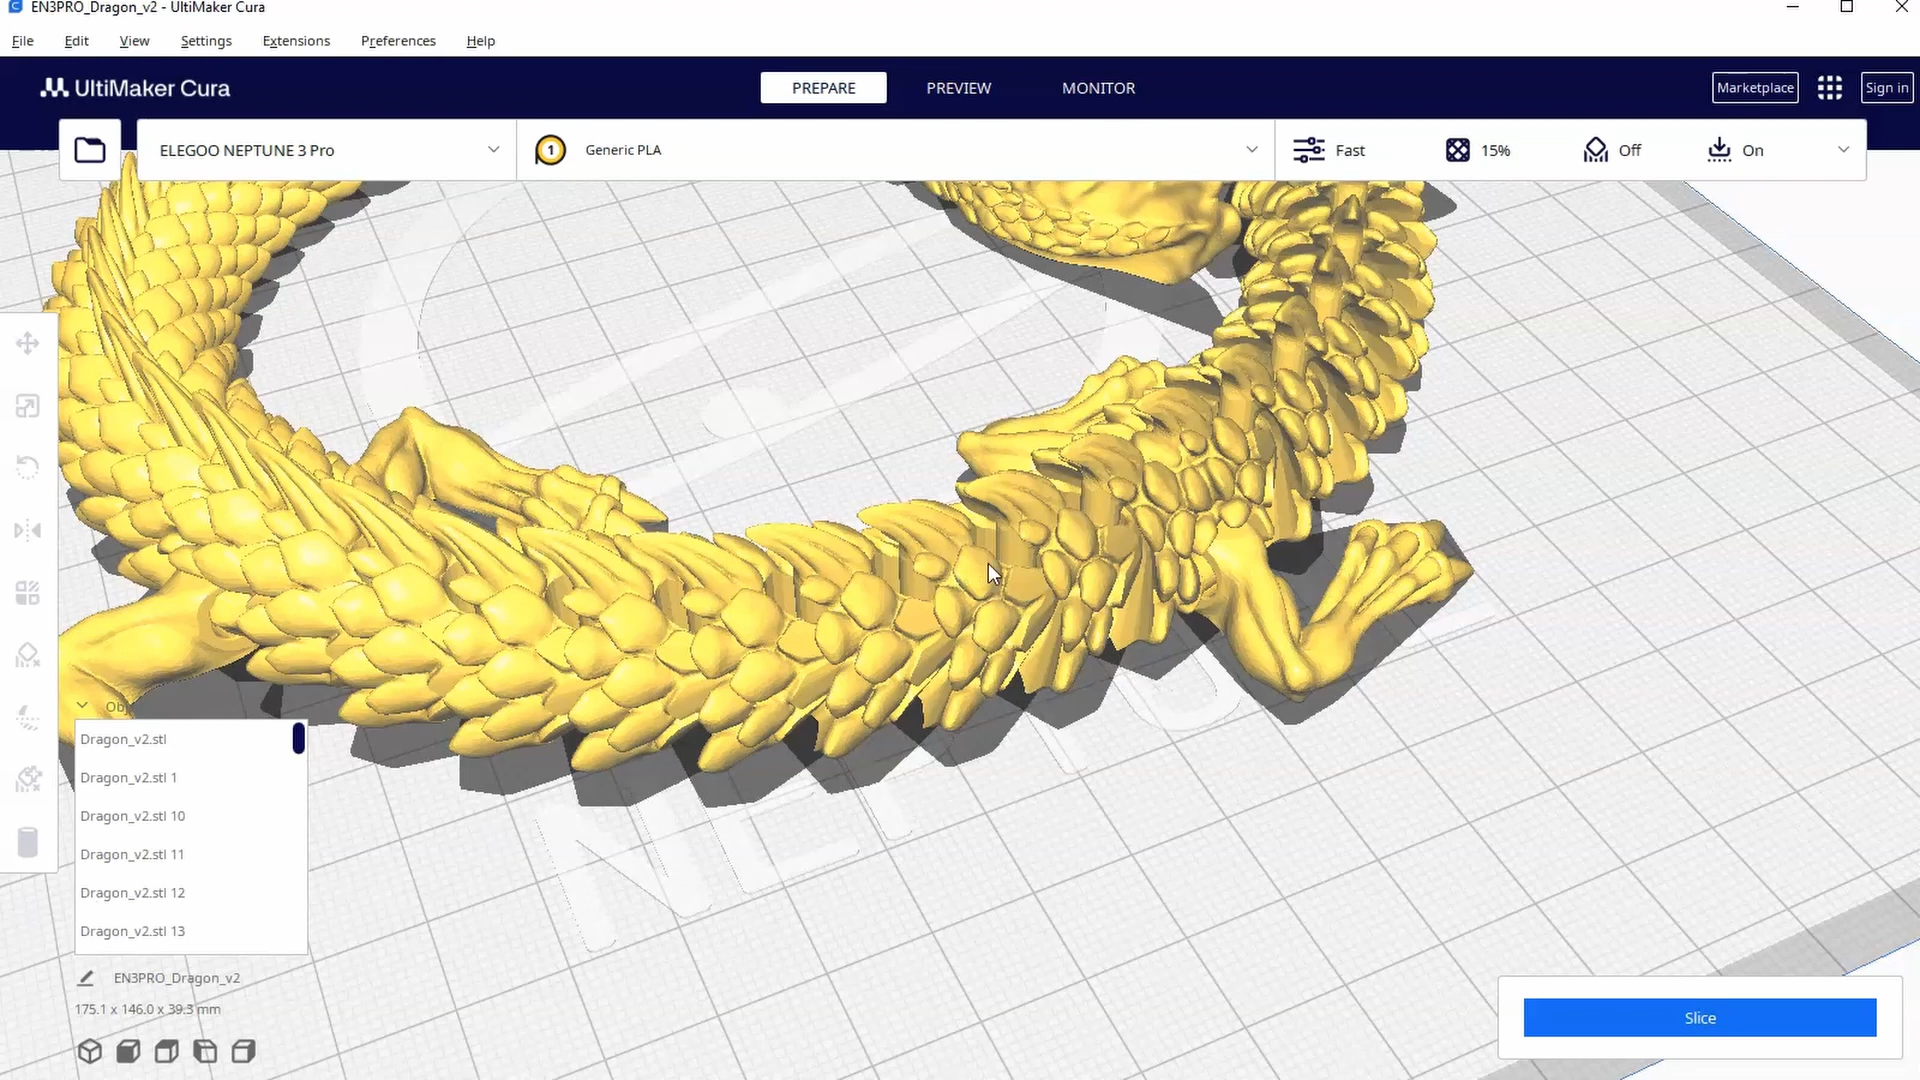 EN3PRO_Dragon_v2 - UltiMaker Cura
File Edit View Settings Extensions Preferences Help
UltiMaker Cura PREPARE PREVIEW MONITOR Marketplace Sign in
ELEGOO NEPTUNE 3 Pro 1 Generic PLA Fast 15% Off On
Dragon_v2.stl
Dragon_v2.stl 1
Dragon_v2.stl 10
Dragon_v2.stl 11
Dragon_v2.stl 12
Dragon_v2.stl 13
EN3PRO_Dragon_v2
175.1 x 146.0 x 39.3 mm
Slice